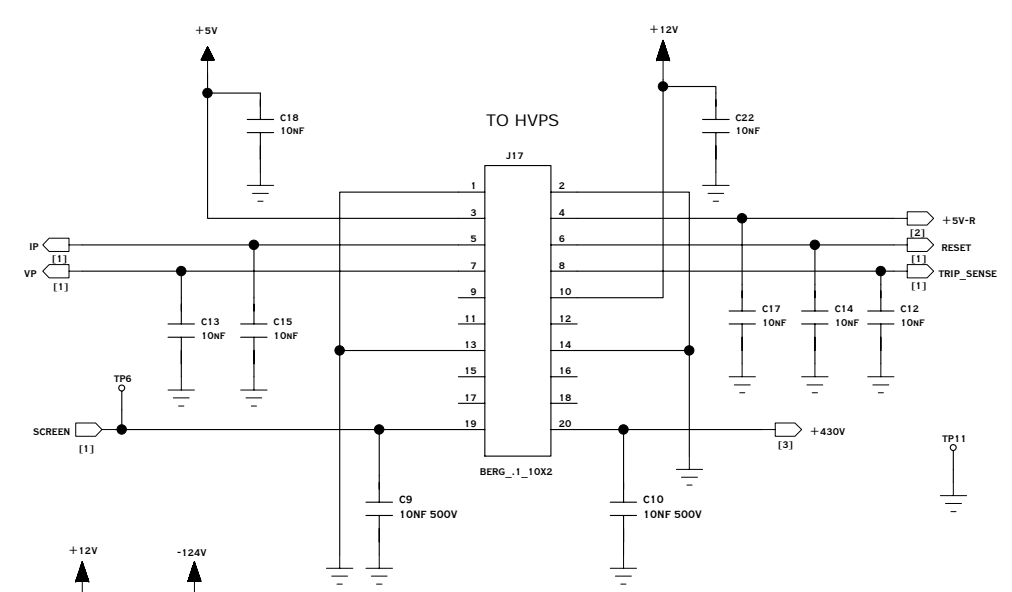 +5V
+12V
C18
10NF
C22
10NF
TO HVPS
J17
1
2
3
4
+5V-R
[2]
IP
[1]
5
6
RESET
[1]
VP
[1]
7
8
TRIP_SENSE
[1]
9
10
C13
10NF
C15
10NF
11
12
C17
10NF
C14
10NF
C12
10NF
13
14
15
16
TP6
17
18
SCREEN
[1]
19
20
+430V
[3]
TP11
BERG_.1_10X2
C9
10NF 500V
C10
10NF 500V
+12V
-124V